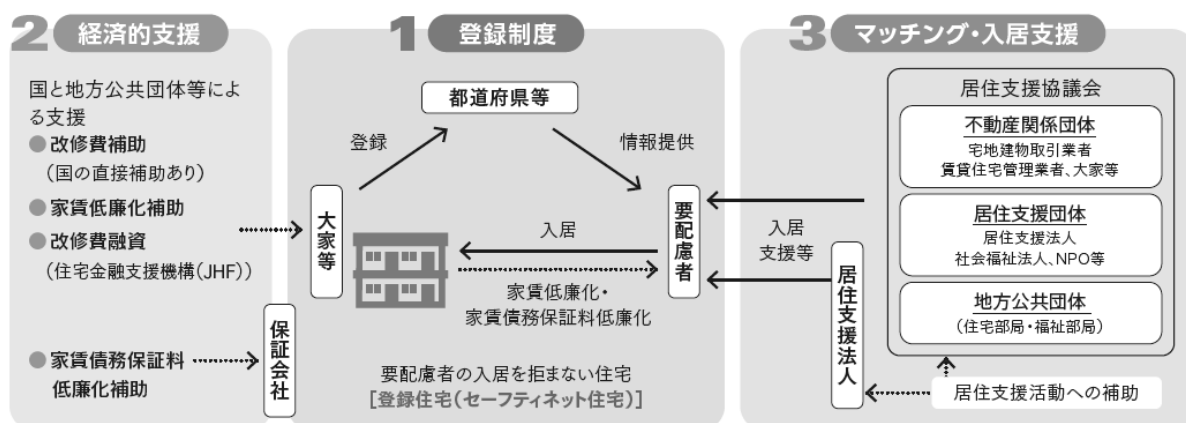 2 経済的支援
国と地方公共団体等によ
る支援
●改修費補助
（国の直接補助あり）
●家賃低廉化補助
●改修費融資
（住宅金融支援機構（JHF））
●家賃債務保証料
低廉化補助
保証会社
1 登録制度
都道府県等
登録
情報提供
大家等
入居
要配慮者
家賃低廉化・
家賃債務保証料低廉化
要配慮者の入居を拒まない住宅
［登録住宅（セーフティネット住宅）］
3 マッチング・入居支援
入居
支援等
居住支援法人
居住支援協議会
不動産関係団体
宅地建物取引業者
賃貸住宅管理業者、大家等
居住支援団体
居住支援法人
社会福祉法人、NPO等
地方公共団体
（住宅部局・福祉部局）
居住支援活動への補助